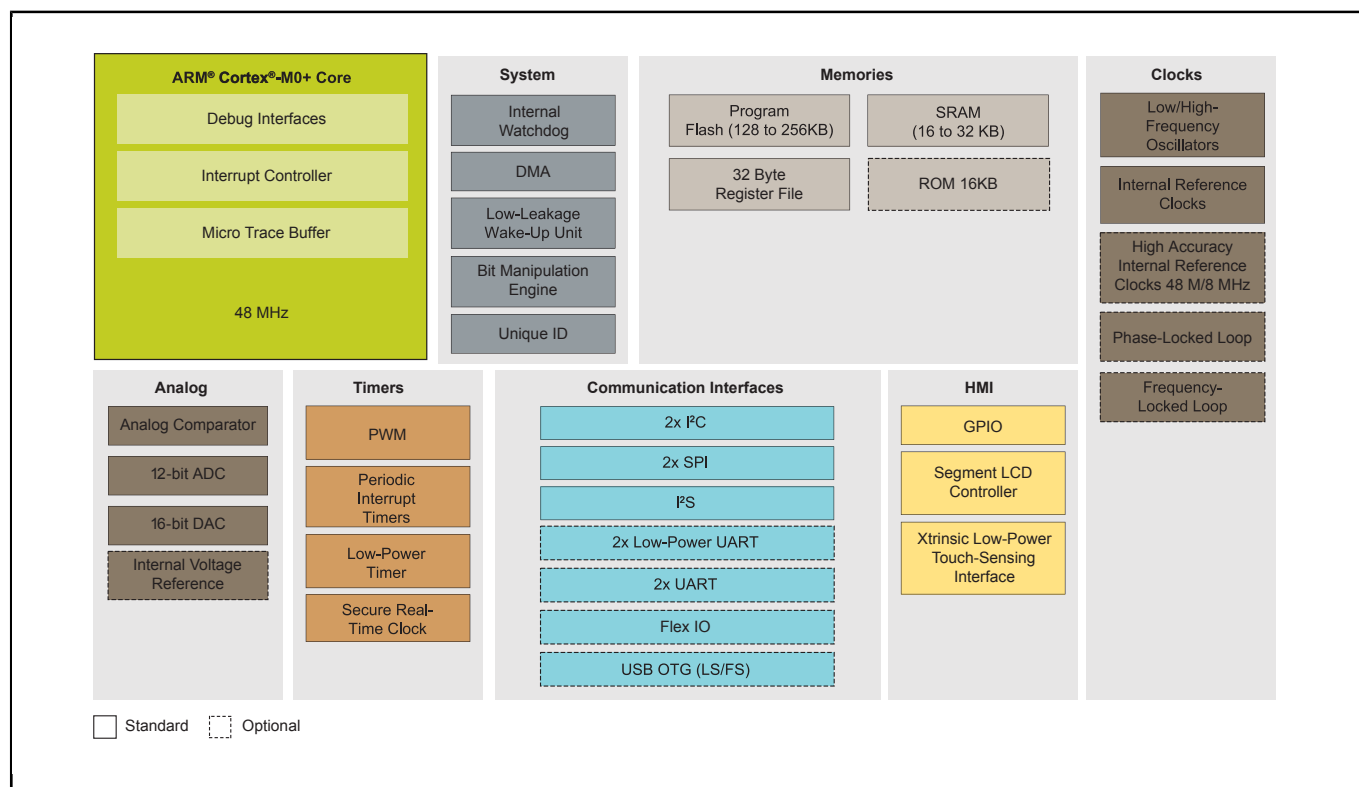 ARM® Cortex®-M0+ Core
Debug Interfaces
Interrupt Controller
Micro Trace Buffer
48 MHz
System
Internal
Watchdog
DMA
Low-Leakage
Wake-Up Unit
Bit Manipulation
Engine
Unique ID
Memories
Program
Flash (128 to 256KB)
SRAM
(16 to 32 KB)
32 Byte
Register File
ROM 16KB
Clocks
Low/High-
Frequency
Oscillators
Internal Reference
Clocks
High Accuracy
Internal Reference
Clocks 48 M/8 MHz
Phase-Locked Loop
Frequency-
Locked Loop
Analog
Analog Comparator
12-bit ADC
16-bit DAC
Internal Voltage
Reference
Timers
PWM
Periodic
Interrupt
Timers
Low-Power
Timer
Secure Real-
Time Clock
Communication Interfaces
2x I²C
2x SPI
I²S
2x Low-Power UART
2x UART
Flex IO
USB OTG (LS/FS)
HMI
GPIO
Segment LCD
Controller
Xtrinsic Low-Power
Touch-Sensing
Interface
Standard
Optional